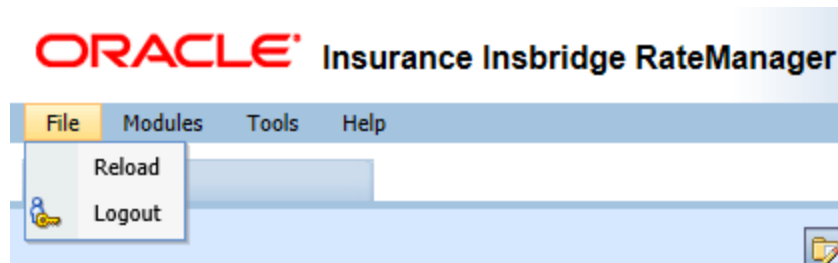 ORACLE Insurance Insbridge RateManager
File Modules Tools Help
Reload
Logout